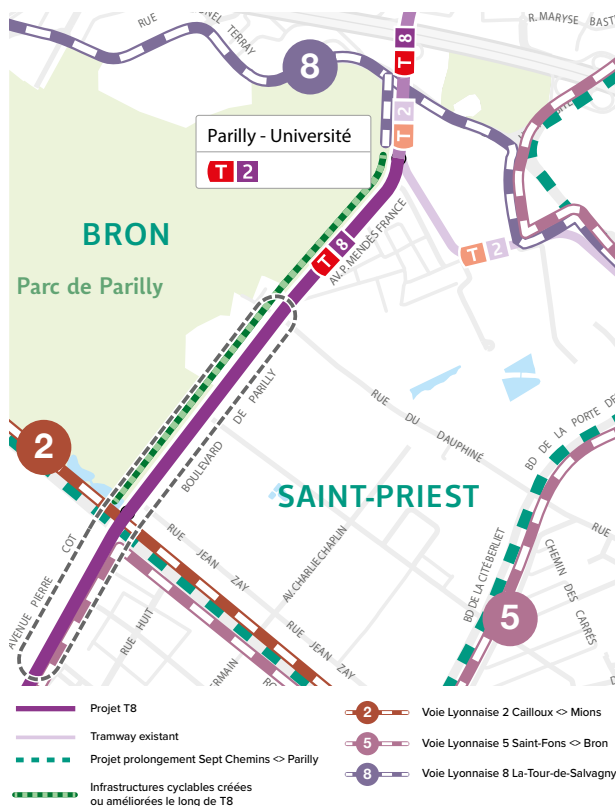 RUE
NEL TERRAY
R. MARYSE BAST
8
T 8
T 2
Parilly - Université
T 2
BRON
Parc de Parilly
T 8
AV. P. MENDÈS FRANCE
T 2
BOULEVARD DE PARILLY
RUE DU DAUPHINÉ
BD DE LA PORTE DE
2
SAINT-PRIEST
AVENUE PIERRE COT
RUE JEAN ZAY
AV. CHARLIE CHAPLIN
BD DE LA CITÉ BERLIET
CHEMIN DES CARRÉS
5
RUE HUIT
RUE JEAN ZAY
ERMAIN
Projet T8
Tramway existant
Projet prolongement Sept Chemins <> Parilly
Infrastructures cyclables créées
ou améliorées le long de T8
2 Voie Lyonnaise 2 Cailloux <> Mions
5 Voie Lyonnaise 5 Saint-Fons <> Bron
8 Voie Lyonnaise 8 La-Tour-de-Salvagny